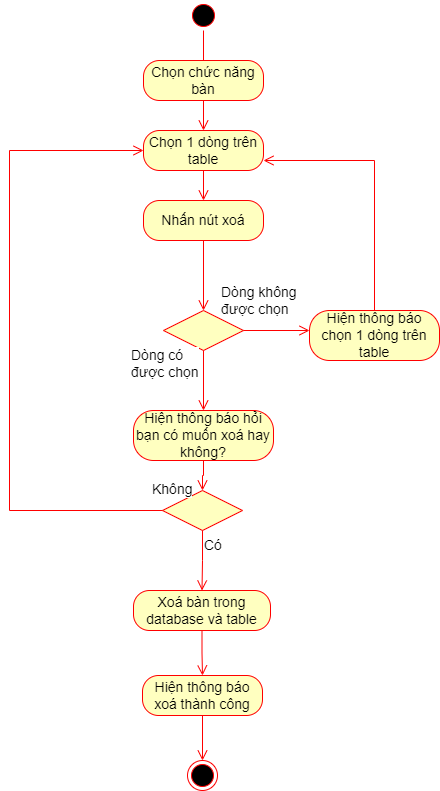 Chọn chức năng
bàn
Chọn 1 dòng trên
table
Nhấn nút xoá
Dòng không
được chọn
Hiện thông báo
chọn 1 dòng trên
table
Dòng có
được chọn
Hiện thông báo hỏi
bạn có muốn xoá hay
không?
Không
Có
Xoá bàn trong
database và table
Hiện thông báo
xoá thành công